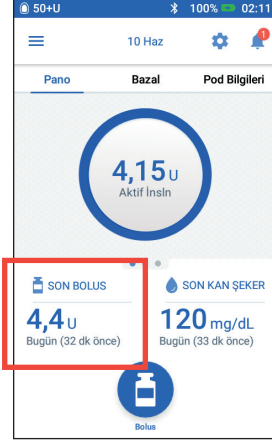 50+U 100% 02:11
10 Haz 1
Pano Bazal Pod Bilgileri
4,15 U
Aktif İnsln
SON BOLUS SON KAN ŞEKER
4,4 U 120 mg/dL
Bugün (32 dk önce) Bugün (33 dk önce)
Bolus